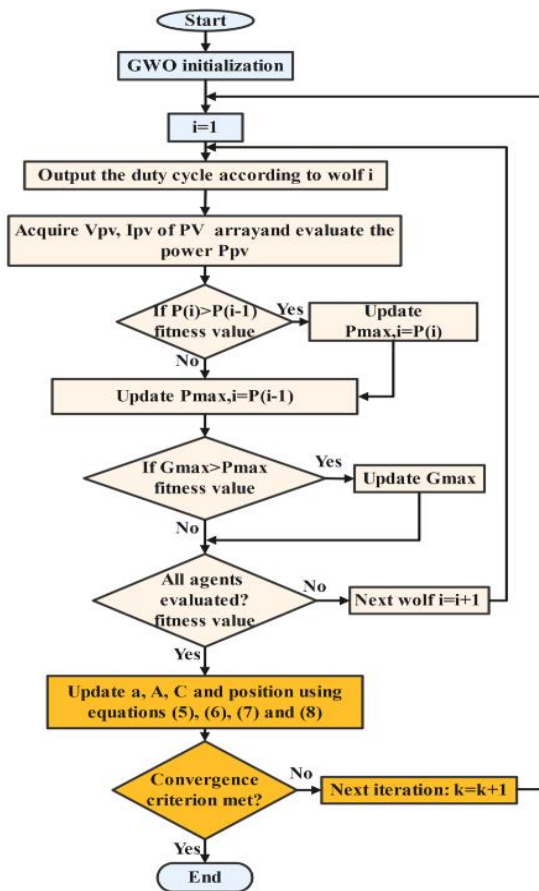 Start
GWO initialization
i=1
Output the duty cycle according to wolf i
Acquire Vpv, Ipv of PV arrayand evaluate the
power Ppv
If P(i)>P(i-1)
fitness value
Yes
Update
Pmax,i=P(i)
No
Update Pmax,i=P(i-1)
If Gmax>Pmax
fitness value
Yes
Update Gmax
No
All agents
evaluated?
fitness value
No
Next wolf i=i+1
Yes
Update a, A, C and position using
equations (5), (6), (7) and (8)
Convergence
criterion met?
No
Next iteration: k=k+1
Yes
End